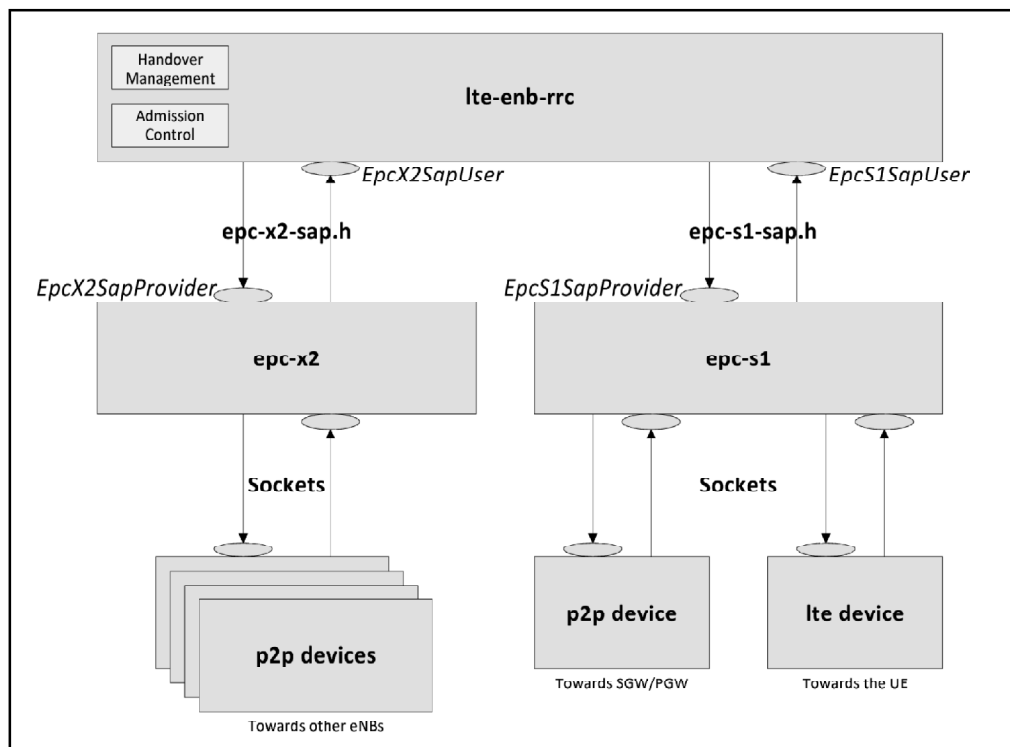 Handover
Management
lte-enb-rrc
Admission
Control
EpcX2SapUser
EpcS1SapUser
epc-x2-sap.h
epc-s1-sap.h
EpcX2SapProvider
EpcS1SapProvider
epc-x2
epc-s1
Sockets
Sockets
p2p devices
p2p device
lte device
Towards other eNBs
Towards SGW/PGW
Towards the UE